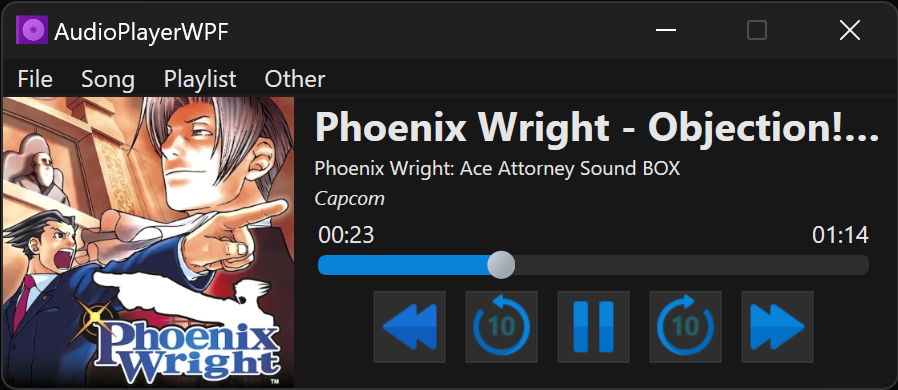 AudioPlayerWPF
File Song Playlist Other
Phoenix Wright - Objection!...
Phoenix Wright: Ace Attorney Sound BOX
Capcom
00:23 01:14
10 10
Phoenix
Wright
TM